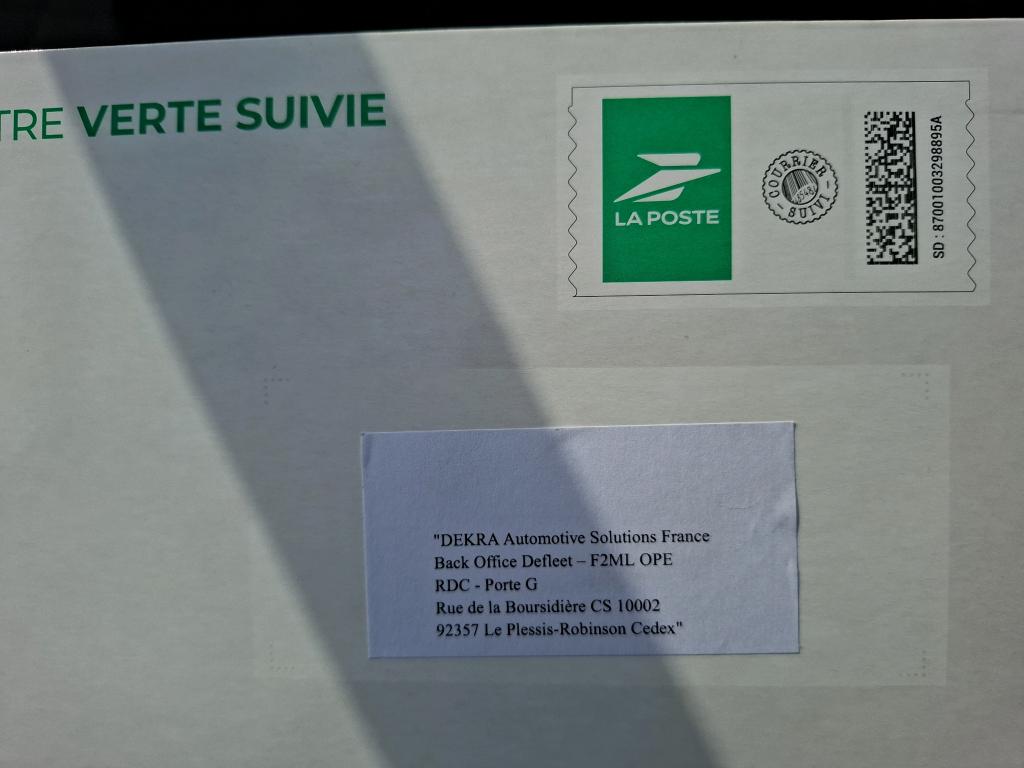 TRE VERTE SUIVIE
LA POSTE
COURRIER
SUIVI
SD : 87001003298895A
"DEKRA Automotive Solutions France
Back Office Defleet – F2ML OPE
RDC - Porte G
Rue de la Boursidière CS 10002
92357 Le Plessis-Robinson Cedex"